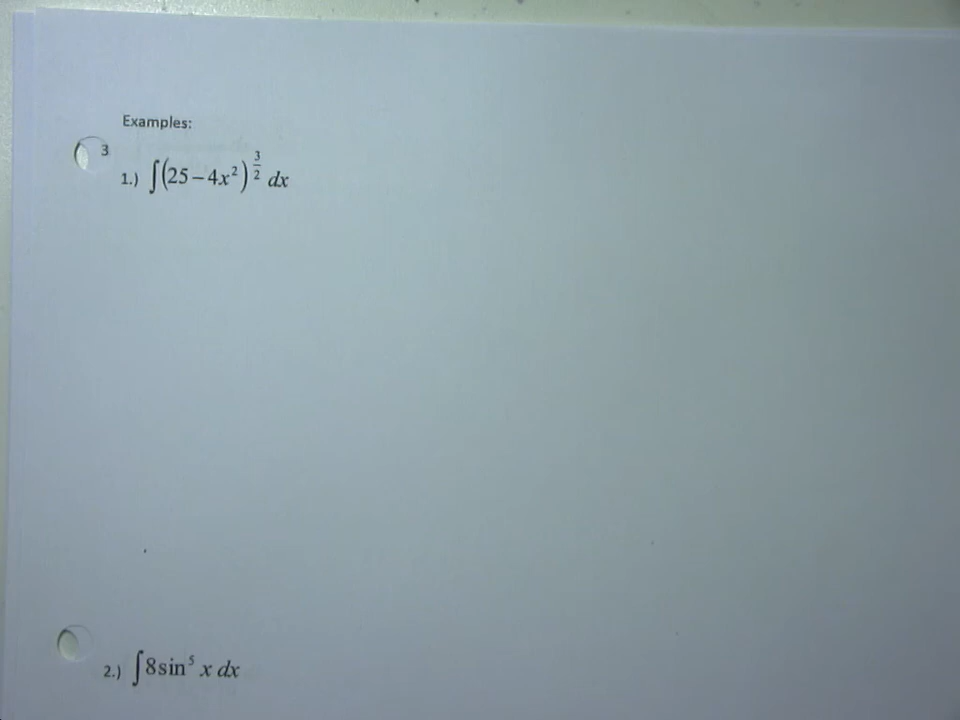 Examples:
3
1.) ∫(25 – 4x²)^(3/2) dx
2.) ∫8sin⁵ x dx